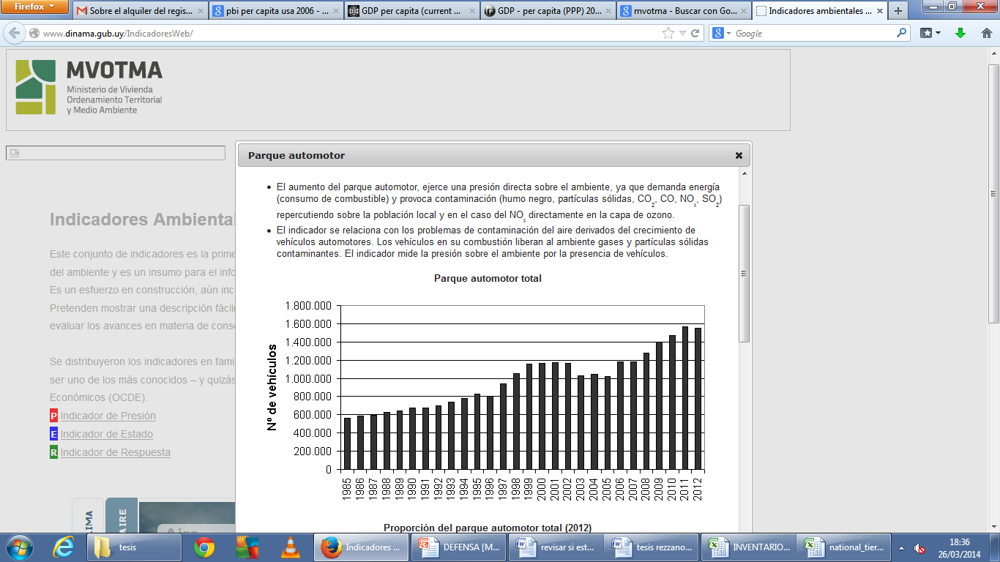 Firefox
Sobre el alquiler del regis...
pbi per capita usa 2006 - ...
GDP per capita (current ...
GDP - per capita (PPP) 20...
mvotma - Buscar con Go...
Indicadores ambientales ...
www.dinama.gub.uy/IndicadoresWeb/
Google
MVOTMA
Ministerio de Vivienda
Ordenamiento Territorial
y Medio Ambiente
Parque automotor
El aumento del parque automotor, ejerce una presión directa sobre el ambiente, ya que demanda energía
(consumo de combustible) y provoca contaminación (humo negro, partículas sólidas, CO2, CO, NOx, SO2)
repercutiendo sobre la población local y en el caso del NOx directamente en la capa de ozono.
El indicador se relaciona con los problemas de contaminación del aire derivados del crecimiento de
vehículos automotores. Los vehículos en su combustión liberan al ambiente gases y partículas sólidas
contaminantes. El indicador mide la presión sobre el ambiente por la presencia de vehículos.
Parque automotor total
Nº de vehículos
1.800.000
1.600.000
1.400.000
1.200.000
1.000.000
800.000
600.000
400.000
200.000
0
1985 1986 1987 1988 1989 1990 1991 1992 1993 1994 1995 1996 1997 1998 1999 2000 2001 2002 2003 2004 2005 2006 2007 2008 2009 2010 2011 2012
Proporción del parque automotor total (2012)
Indicadores Ambiental
Este conjunto de indicadores es la prime
del ambiente y es un insumo para el info
Es un esfuerzo en construcción, aún inc
Pretenden mostrar una descripción fácil
evaluar los avances en materia de cons
Se distribuyeron los indicadores en fami
ser uno de los más conocidos – y quizás
Económicos (OCDE).
P Indicador de Presión
E Indicador de Estado
R Indicador de Respuesta
LIMA
AIRE
Aire
tesis
Indicadores ...
DEFENSA [M...
revisar si est...
tesis rezzano...
INVENTARIO...
national_tier...
18:36
26/03/2014